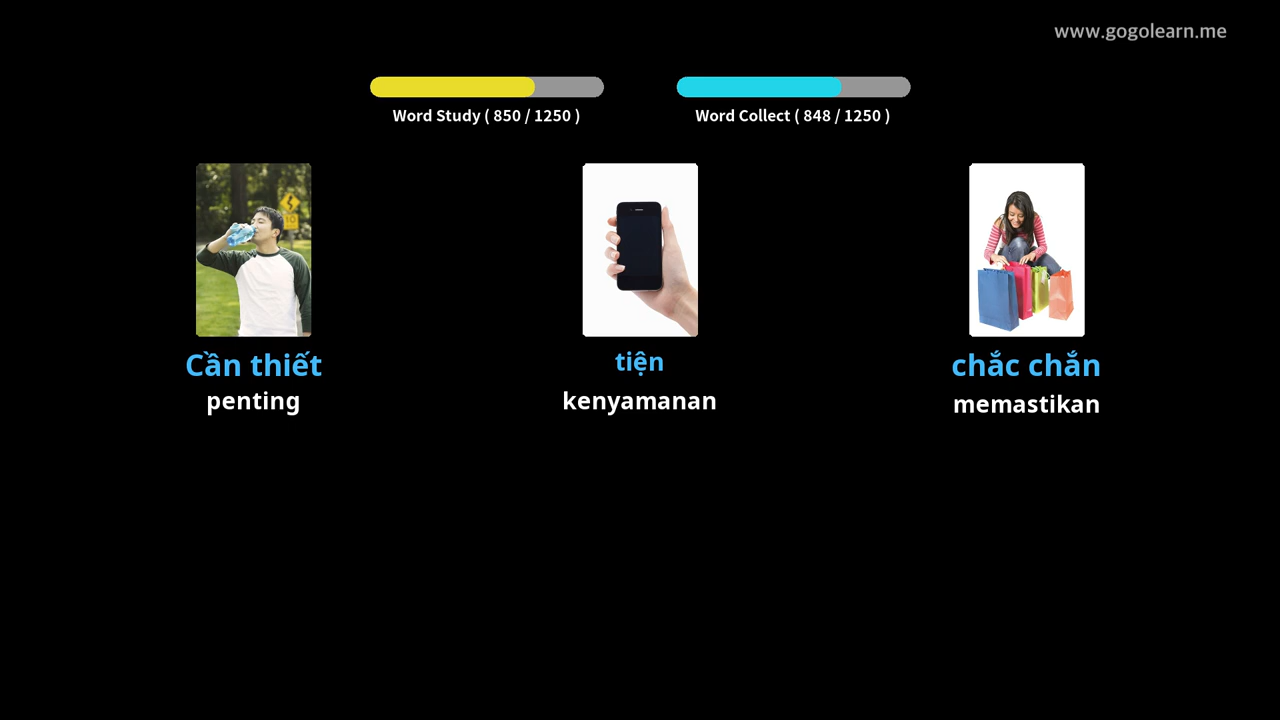 www.gogolearn.me
Word Study ( 850 / 1250 )
Word Collect ( 848 / 1250 )
10
Cần thiết
tiện
chắc chắn
penting
kenyamanan
memastikan